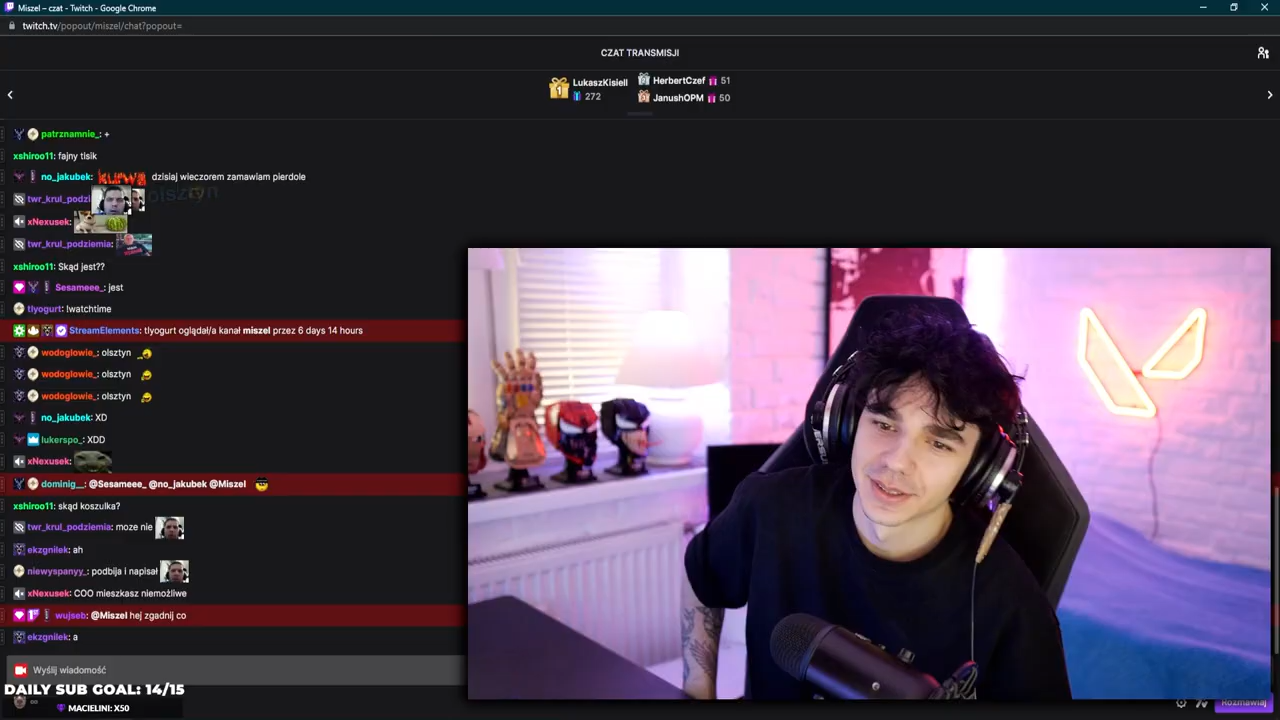 Miszel – czat - Twitch - Google Chrome
twitch.tv/popout/miszel/chat?popout=
CZAT TRANSMISJI
LukaszKisiell
272
HerbertCzef 51
JanushOPM 50
patrznamnie_: +
xshiroo11: fajny tisik
no_jakubek: kurwa dzisiaj wieczorem zamawiam pierdole
twr_krul_podzi
olsztyn
xNexusek:
twr_krul_podziemia:
xshiroo11: Skąd jest??
Sesameee_: jest
tlyogurt: !watchtime
StreamElements: tlyogurt oglądał/a kanał miszel przez 6 days 14 hours
wodoglowie_: olsztyn
wodoglowie_: olsztyn
wodoglowie_: olsztyn
no_jakubek: XD
lukerspo_: XDD
xNexusek:
dominig__: @Sesameee_ @no_jakubek @Miszel
xshiroo11: skąd koszulka?
twr_krul_podziemia: moze nie
ekzgnilek: ah
niewyspanyy_: podbija i napisał
xNexusek: COO mieszkasz niemożliwe
wujseb: @Miszel hej zgadnij co
ekzgnilek: a
Wyślij wiadomość
DAILY SUB GOAL: 14/15
MACIELINI: X50
Rozmawiaj